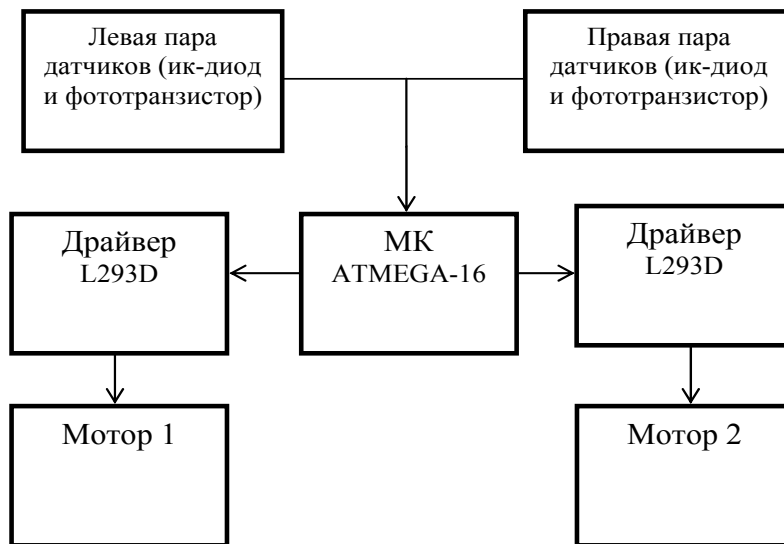 Левая пара
датчиков (ик-диод
и фототранзистор)
Правая пара
датчиков (ик-диод
и фототранзистор)
Драйвер
L293D
МК
ATMEGA-16
Драйвер
L293D
Мотор 1
Мотор 2